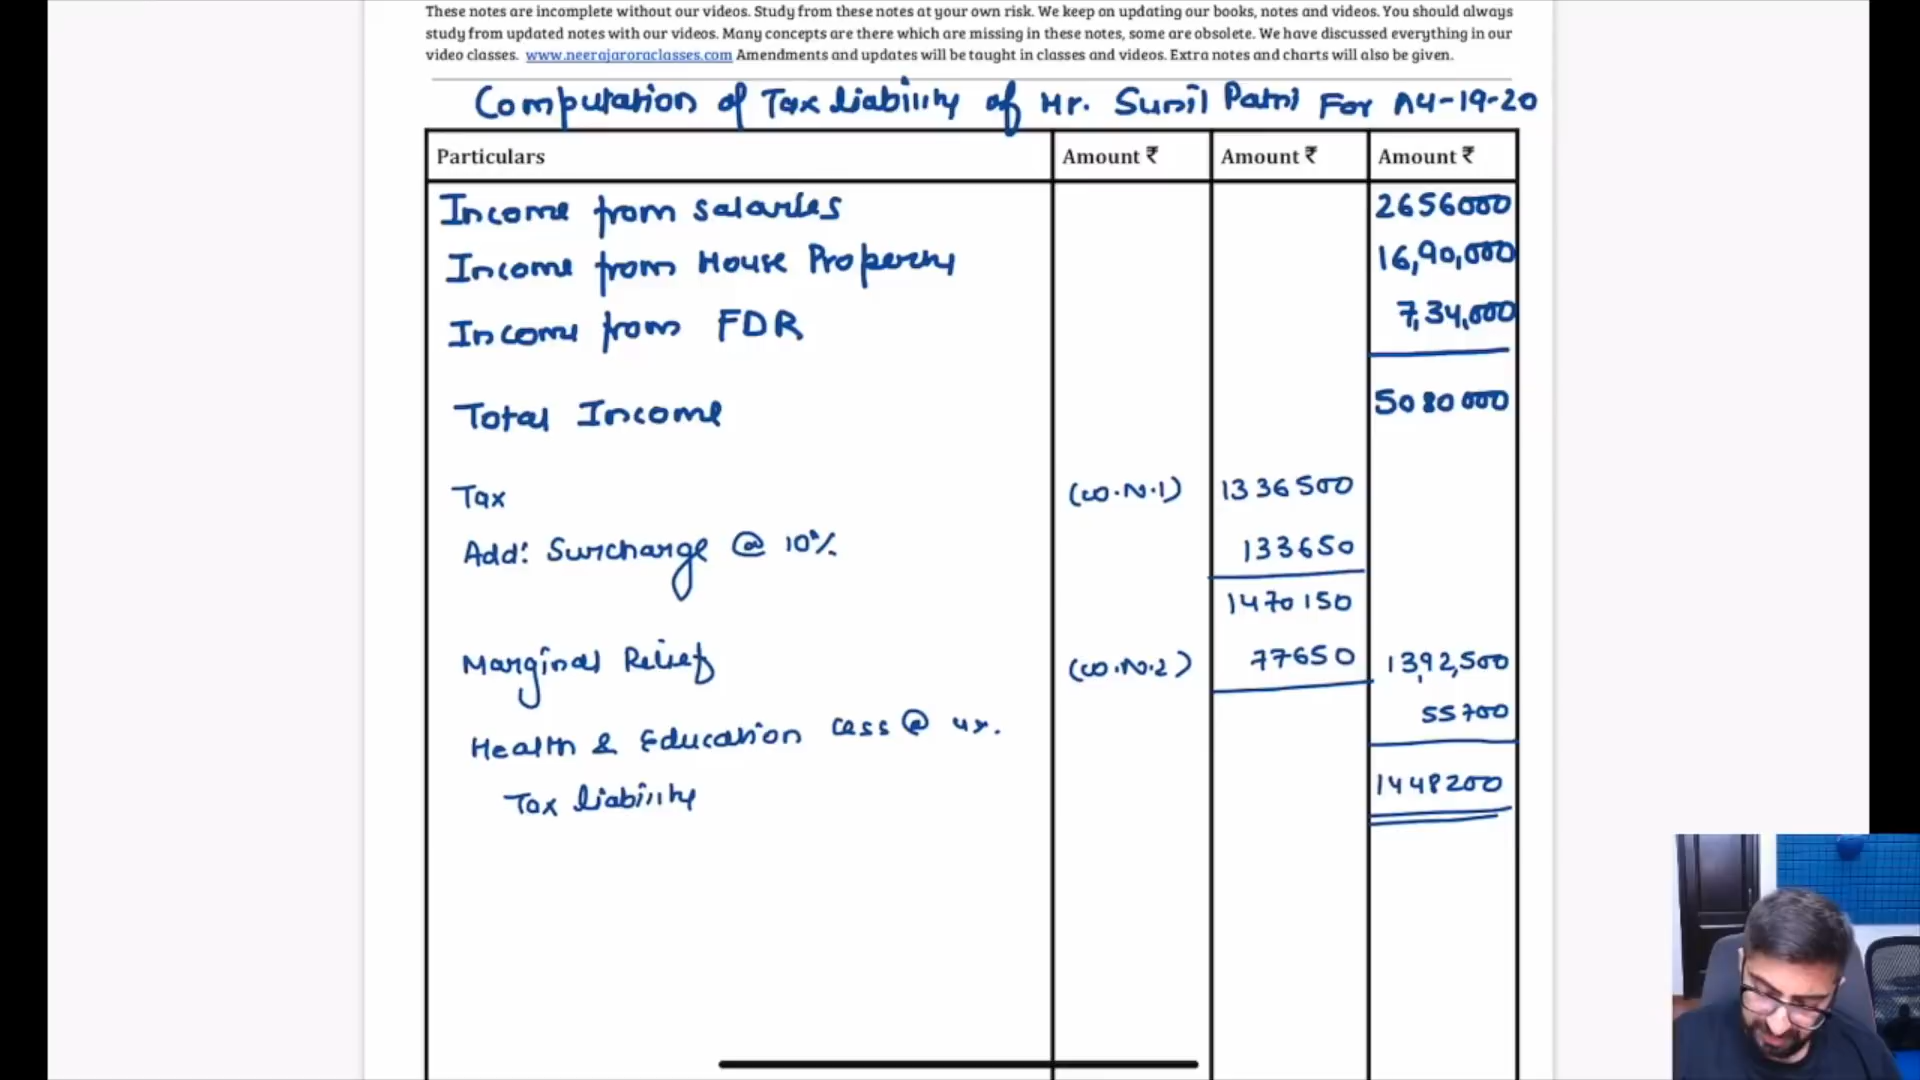 These notes are incomplete without our videos. Study from these notes at your own risk. We keep on updating our books, notes and videos. You should always
study from updated notes with our videos. Many concepts are there which are missing in these notes, some are obsolete. We have discussed everything in our
video classes. www.neerajaroraclasses.com Amendments and updates will be taught in classes and videos. Extra notes and charts will also be given.
Computation of Tax liability of Mr. Sunil Patni For AY-19-20
Particulars Amount ₹ Amount ₹ Amount ₹
Income from salaries 2656000
Income from House Property 16,90,000
Income from FDR 7,34,000
Total Income 5080000
Tax (W.N.1) 1336500
Add: Surcharge @ 10% 133650
1470150
Marginal Relief (W.N.2) 77650 13,92,500
Health & Education cess @ 4%. 55700
Tax liability 1448200